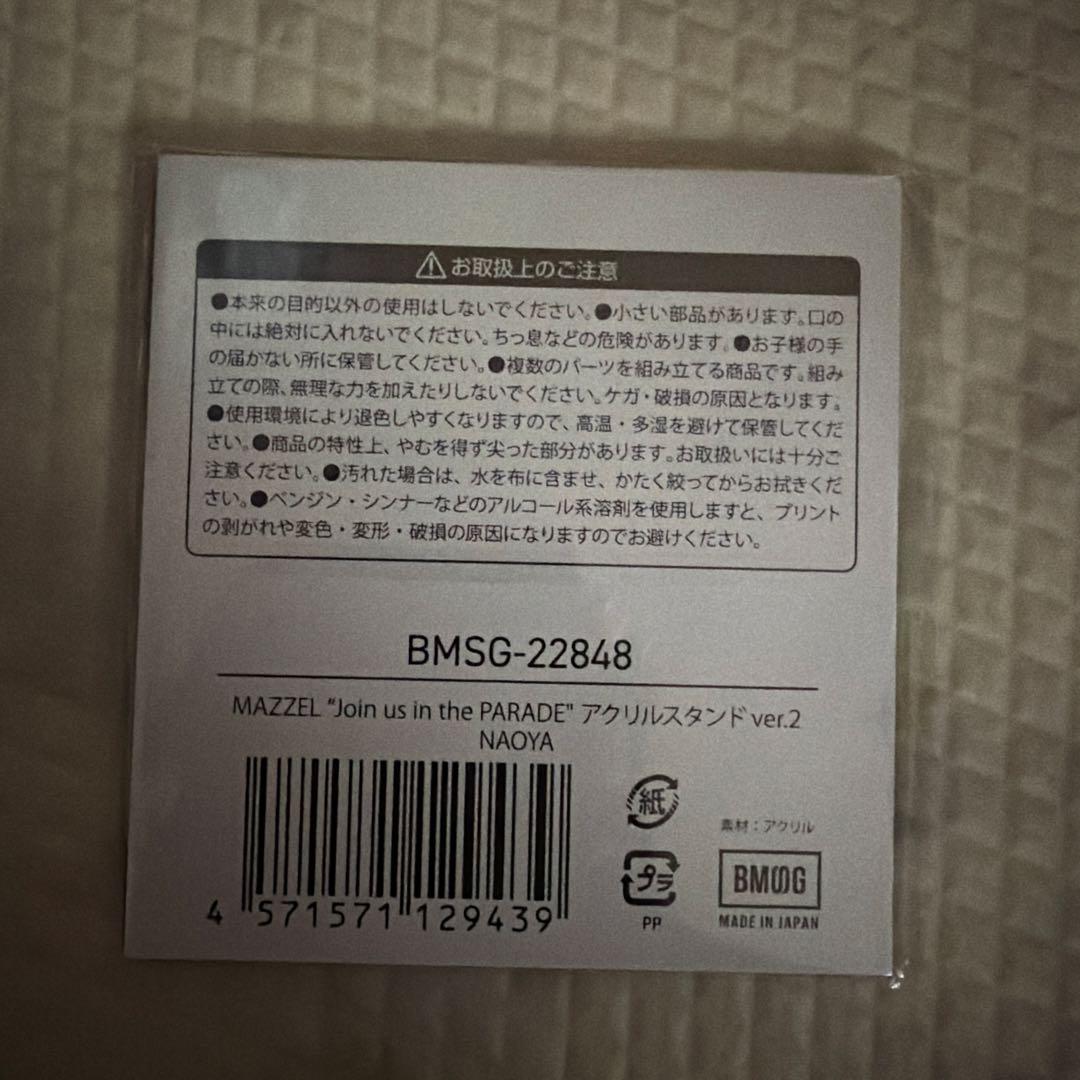 ⚠お取扱上のご注意
●本来の目的以外の使用はしないでください。●小さい部品があります。口の
中には絶対に入れないでください。ちっ息などの危険があります。●お子様の手
の届かない所に保管してください。●複数のパーツを組み立てる商品です。組み
立ての際、無理な力を加えたりしないでください。ケガ・破損の原因となります。
●使用環境により退色しやすくなりますので、高温・多湿を避けて保管してくだ
さい。●商品の特性上、やむを得ず尖った部分があります。お取扱いには十分ご
注意ください。●汚れた場合は、水を布に含ませ、かたく絞ってからお拭きくだ
さい。●ベンジン・シンナーなどのアルコール系溶剤を使用しますと、プリント
の剥がれや変色・変形・破損の原因になりますのでお避けください。
BMSG-22848
MAZZEL "Join us in the PARADE" アクリルスタンド ver.2
NAOYA
紙
素材：アクリル
プラ
PP
BMSG
MADE IN JAPAN
4 571571 129439